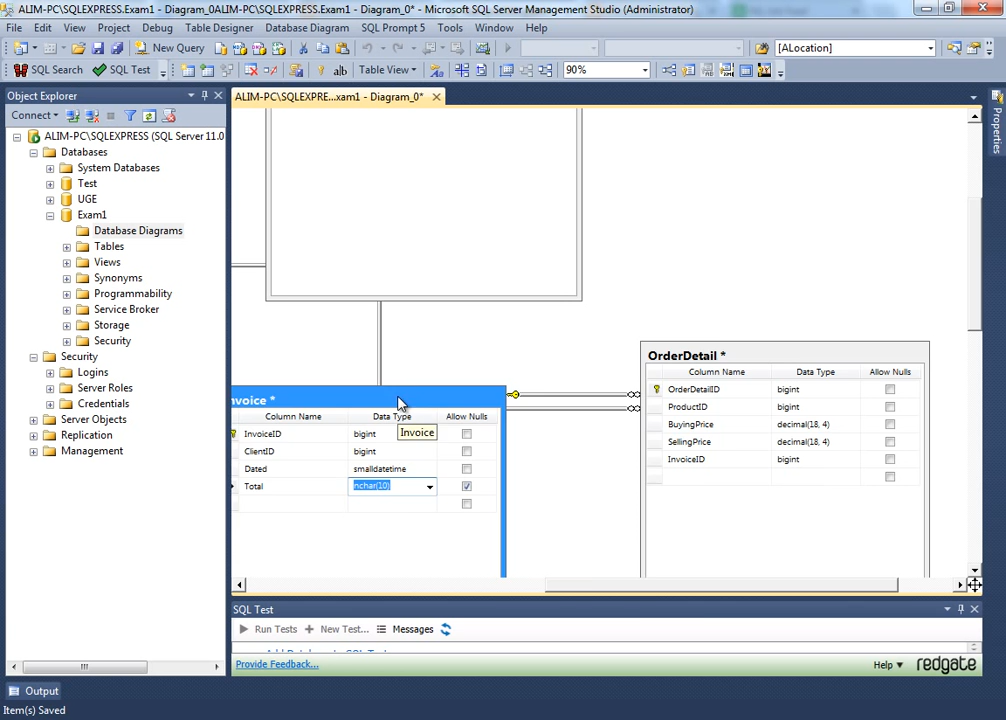 ALIM-PC\SQLEXPRESS.Exam1 - Diagram_0ALIM-PC\SQLEXPRESS.Exam1 - Diagram_0* - Microsoft SQL Server Management Studio (Administrator)
File Edit View Project Debug Table Designer Database Diagram SQL Prompt 5 Tools Window Help
New Query [ALocation]
SQL Search SQL Test Table View 90%
Object Explorer
ALIM-PC\SQLEXPRE...xam1 - Diagram_0*
Properties
Connect
ALIM-PC\SQLEXPRESS (SQL Server 11.0
Databases
System Databases
Test
UGE
Exam1
Database Diagrams
Tables
Views
Synonyms
Programmability
Service Broker
Storage
Security
Security
Logins
Server Roles
Credentials
Server Objects
Replication
Management
nvoice *
Column Name Data Type Allow Nulls
InvoiceID bigint
ClientID bigint
Dated smalldatetime
Total nchar(10)
Invoice
OrderDetail *
Column Name Data Type Allow Nulls
OrderDetailID bigint
ProductID bigint
BuyingPrice decimal(18, 4)
SellingPrice decimal(18, 4)
InvoiceID bigint
SQL Test
Run Tests New Test... Messages
Provide Feedback... Help redgate
Output
Item(s) Saved